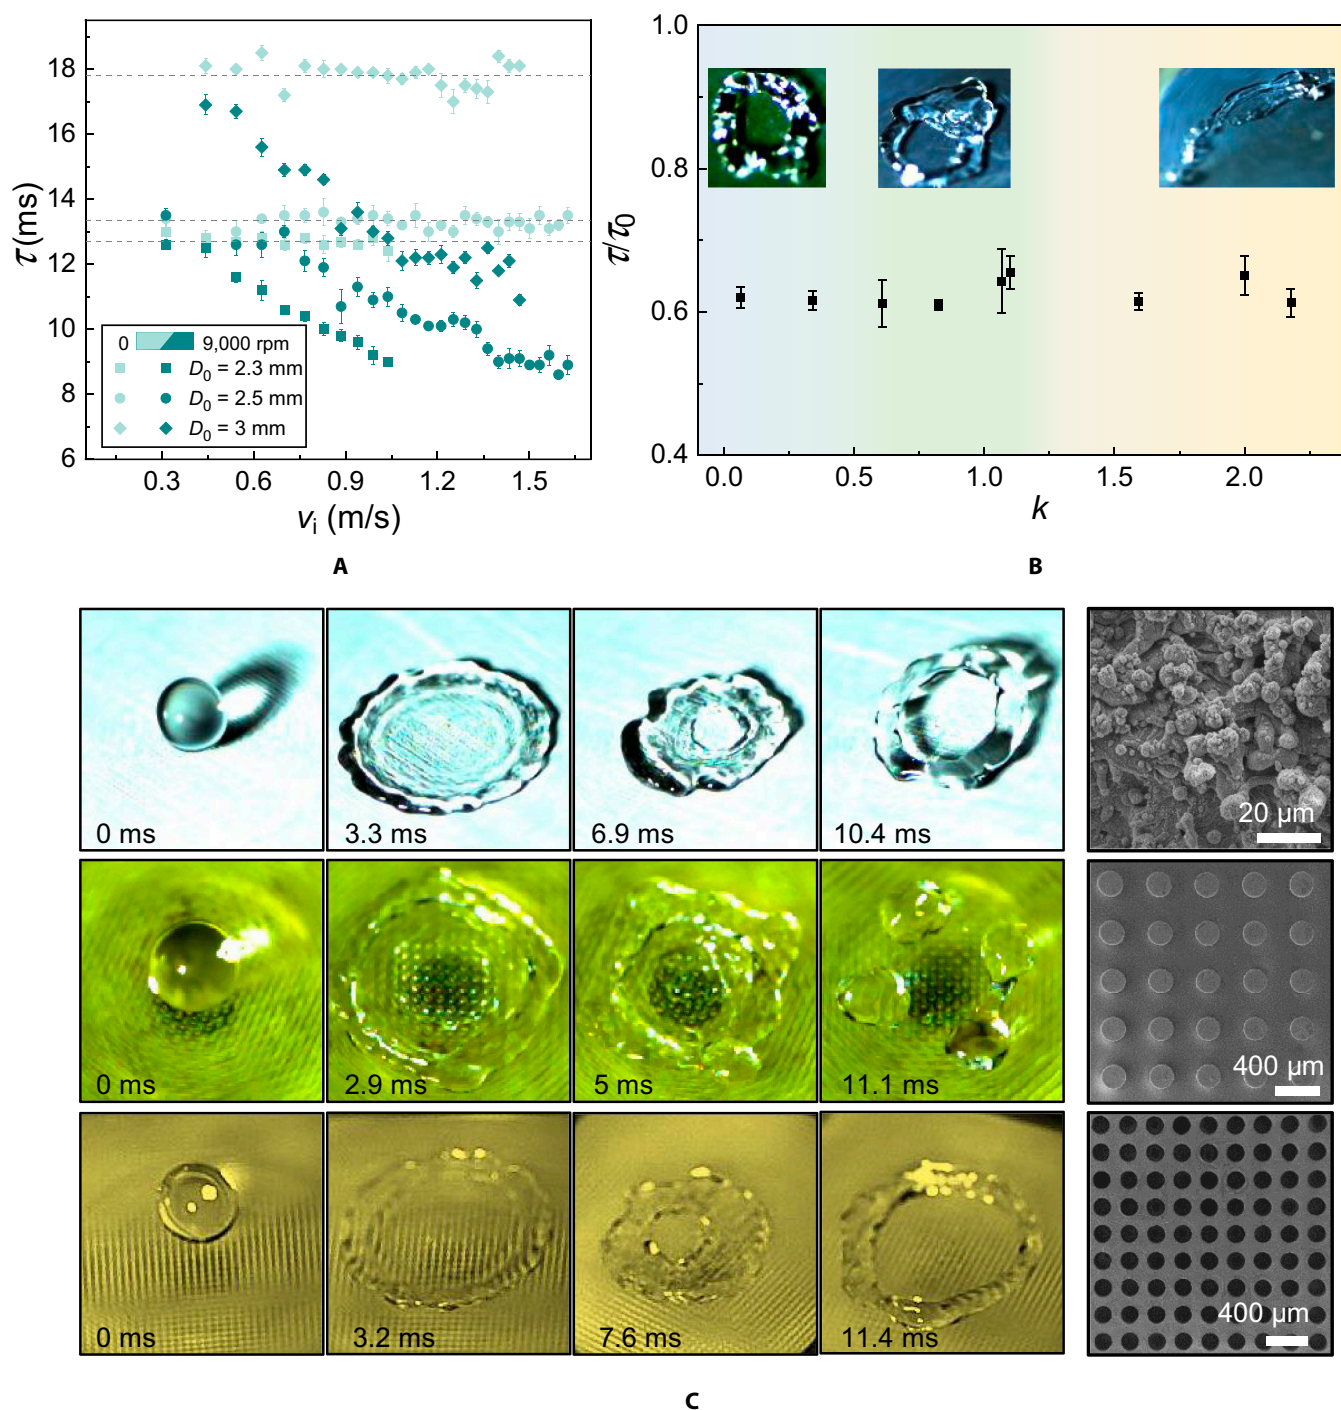 18
16
14
12
10
8
6
τ (ms)
0 9,000 rpm
D0 = 2.3 mm
D0 = 2.5 mm
D0 = 3 mm
0.3 0.6 0.9 1.2 1.5
vi (m/s)
A
1.0
0.8
0.6
0.4
τ/τ0
0.0 0.5 1.0 1.5 2.0
k
B
0 ms 3.3 ms 6.9 ms 10.4 ms 20 μm
0 ms 2.9 ms 5 ms 11.1 ms 400 μm
0 ms 3.2 ms 7.6 ms 11.4 ms 400 μm
C